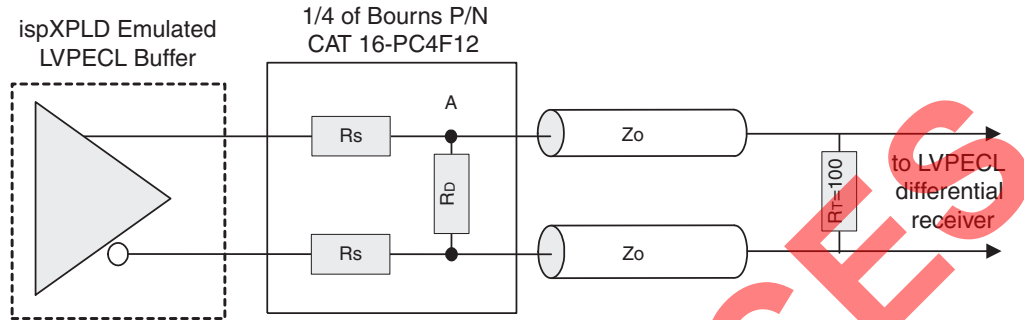 ispXPLD Emulated
LVPECL Buffer
1/4 of Bourns P/N
CAT 16-PC4F12
A
Rs
Zo
RD
RT=100
to LVPECL
differential
receiver
Rs
Zo
CES